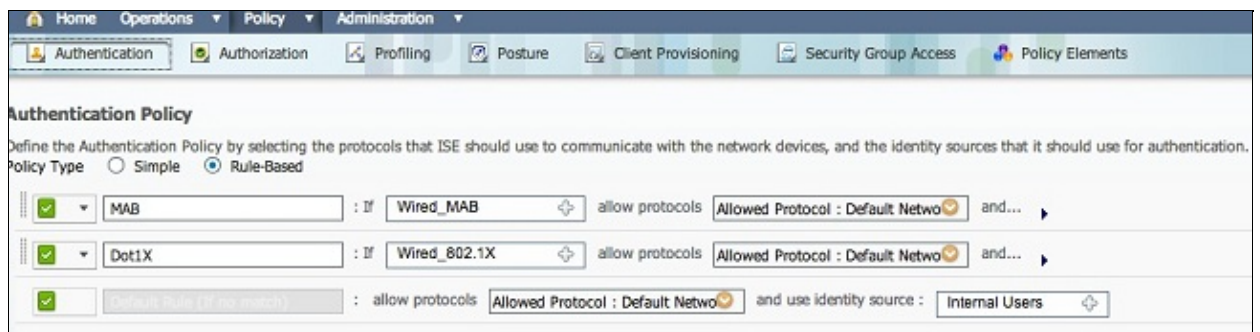 Home Operations Policy Administration
Authentication Authorization Profiling Posture Client Provisioning Security Group Access Policy Elements
Authentication Policy
Define the Authentication Policy by selecting the protocols that ISE should use to communicate with the network devices, and the identity sources that it should use for authentication.
Policy Type Simple Rule-Based
MAB : If Wired_MAB allow protocols Allowed Protocol : Default Netwo and...
Dot1X : If Wired_802.1X allow protocols Allowed Protocol : Default Netwo and...
Default Rule (If no match) : allow protocols Allowed Protocol : Default Netwo and use identity source : Internal Users